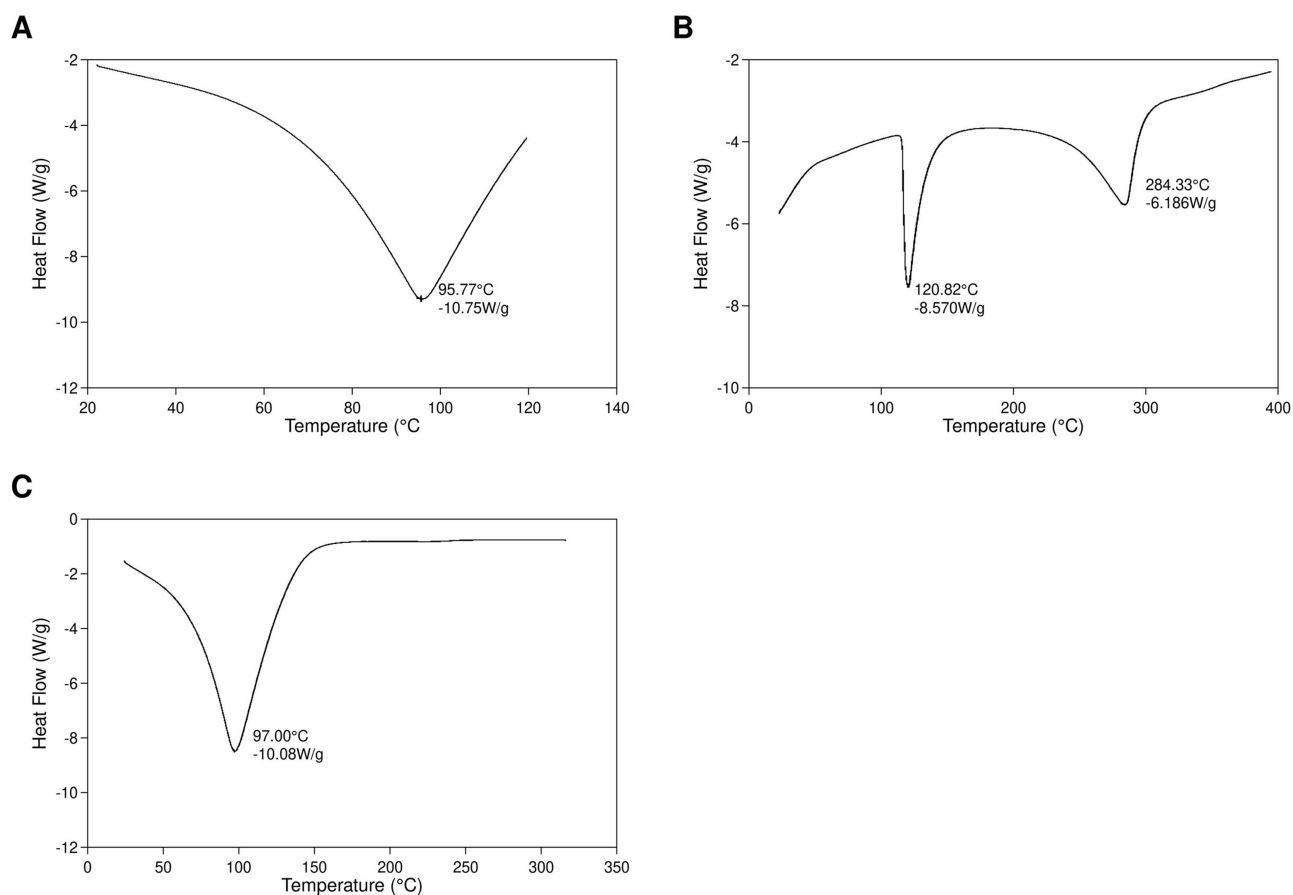 A
-2
-4
-6
-8
-10
-12
Heat Flow (W/g)
95.77°C
-10.75W/g
20 40 60 80 100 120 140
Temperature (°C
B
-2
-4
-6
-8
-10
Heat Flow (W/g)
284.33°C
-6.186W/g
120.82°C
-8.570W/g
0 100 200 300 400
Temperature (°C)
C
0
-2
-4
-6
-8
-10
-12
Heat Flow (W/g)
97.00°C
-10.08W/g
0 50 100 150 200 250 300 350
Temperature (°C)